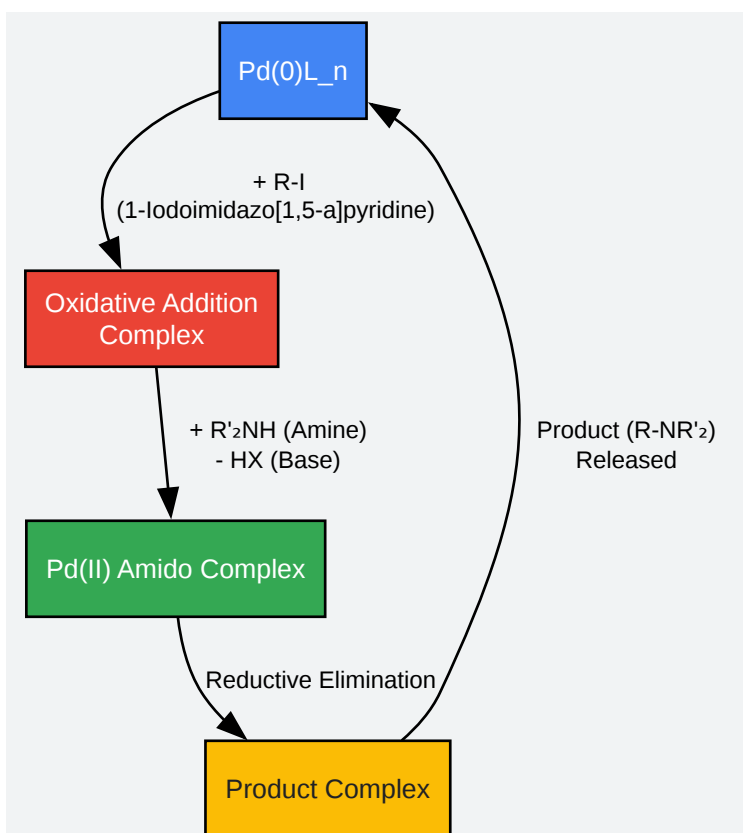 Pd(0)L_n
+ R-I
(1-Iodoimidazo[1,5-a]pyridine)
Oxidative Addition
Complex
+ R'₂NH (Amine)
- HX (Base)
Product (R-NR'₂)
Released
Pd(II) Amido Complex
Reductive Elimination
Product Complex